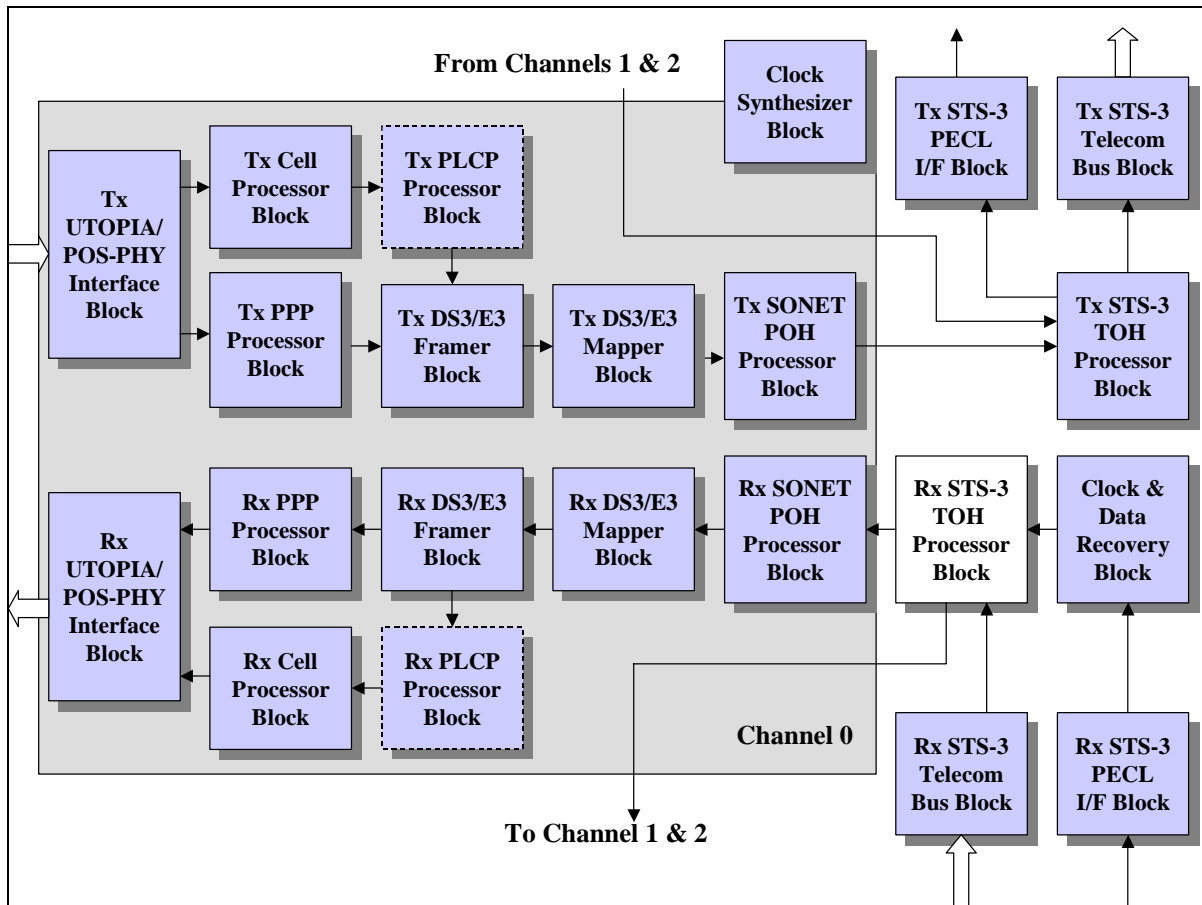 From Channels 1 & 2
Clock
Synthesizer
Block
Tx STS-3
PECL
I/F Block
Tx STS-3
Telecom
Bus Block
Tx
UTOPIA/
POS-PHY
Interface
Block
Tx Cell
Processor
Block
Tx PLCP
Processor
Block
Tx PPP
Processor
Block
Tx DS3/E3
Framer
Block
Tx DS3/E3
Mapper
Block
Tx SONET
POH
Processor
Block
Tx STS-3
TOH
Processor
Block
Rx
UTOPIA/
POS-PHY
Interface
Block
Rx PPP
Processor
Block
Rx DS3/E3
Framer
Block
Rx DS3/E3
Mapper
Block
Rx SONET
POH
Processor
Block
Rx STS-3
TOH
Processor
Block
Clock &
Data
Recovery
Block
Rx Cell
Processor
Block
Rx PLCP
Processor
Block
Channel 0
Rx STS-3
Telecom
Bus Block
Rx STS-3
PECL
I/F Block
To Channel 1 & 2